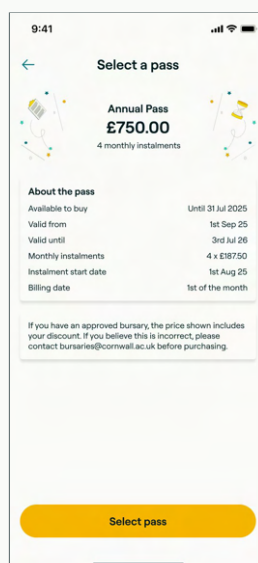 9:41
Select a pass
Annual Pass
£750.00
4 monthly instalments
About the pass
Available to buy Until 31 Jul 2025
Valid from 1st Sep 25
Valid until 3rd Jul 26
Monthly instalments 4 x £187.50
Instalment start date 1st Aug 25
Billing date 1st of the month
If you have an approved bursary, the price shown includes
your discount. If you believe this is incorrect, please
contact bursaries@cornwall.ac.uk before purchasing.
Select pass